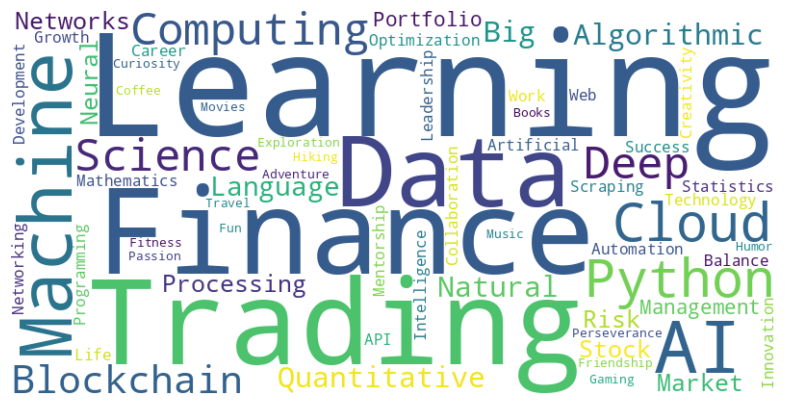 Networks
Computing
Portfolio
Growth
Career
Optimization
Big
Algorithmic
Development
Neural
Curiosity
Learning
Leadership
Creativity
Machine
Coffee
Movies
Work
Web
Books
Science
Exploration
Hiking
Data
Artificial
Deep
Success
Mathematics
Adventure
Language
Collaboration
Scraping
Statistics
Technology
Travel
Finance
Cloud
Networking
Programming
Fitness
Fun
Passion
Mentorship
Intelligence
Music
Automation
Humor
Balance
Processing
Natural
Python
Trading
Management
Innovation
Risk
Perseverance
API
Stock
AI
Life
Friendship
Blockchain
Quantitative
Gaming
Market